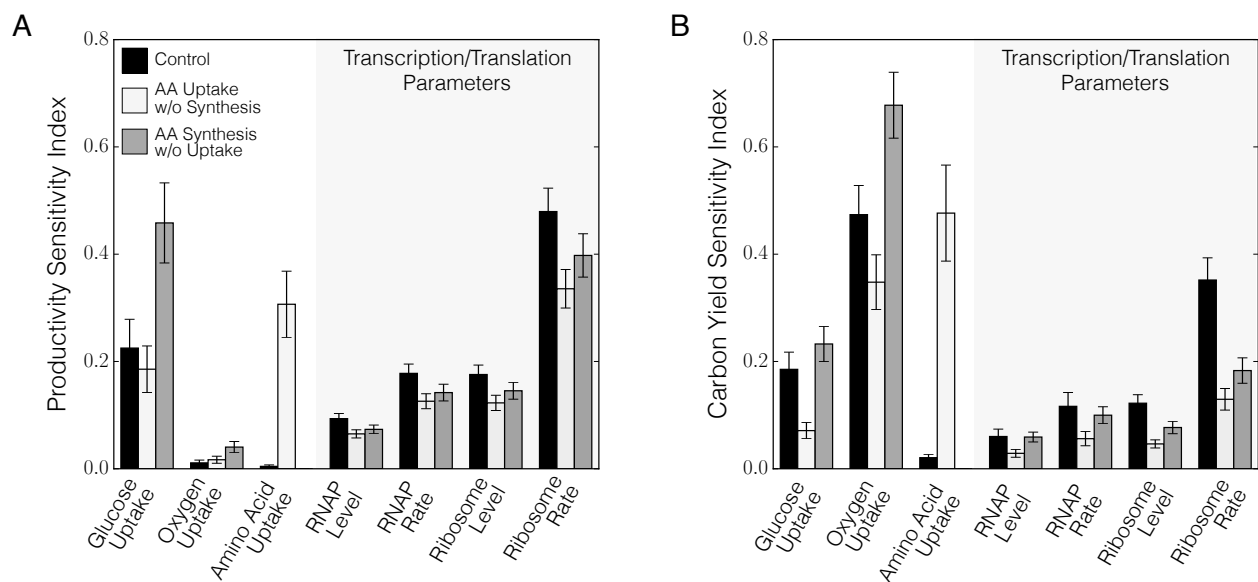 A
Productivity Sensitivity Index
0.8
0.6
0.4
0.2
0.0
Control
AA Uptake
w/o Synthesis
AA Synthesis
w/o Uptake
Transcription/Translation
Parameters
Glucose
Uptake
Oxygen
Uptake
Amino Acid
Uptake
RNAP
Level
RNAP
Rate
Ribosome
Level
Ribosome
Rate
B
Carbon Yield Sensitivity Index
0.8
0.6
0.4
0.2
0.0
Transcription/Translation
Parameters
Glucose
Uptake
Oxygen
Uptake
Amino Acid
Uptake
RNAP
Level
RNAP
Rate
Ribosome
Level
Ribosome
Rate